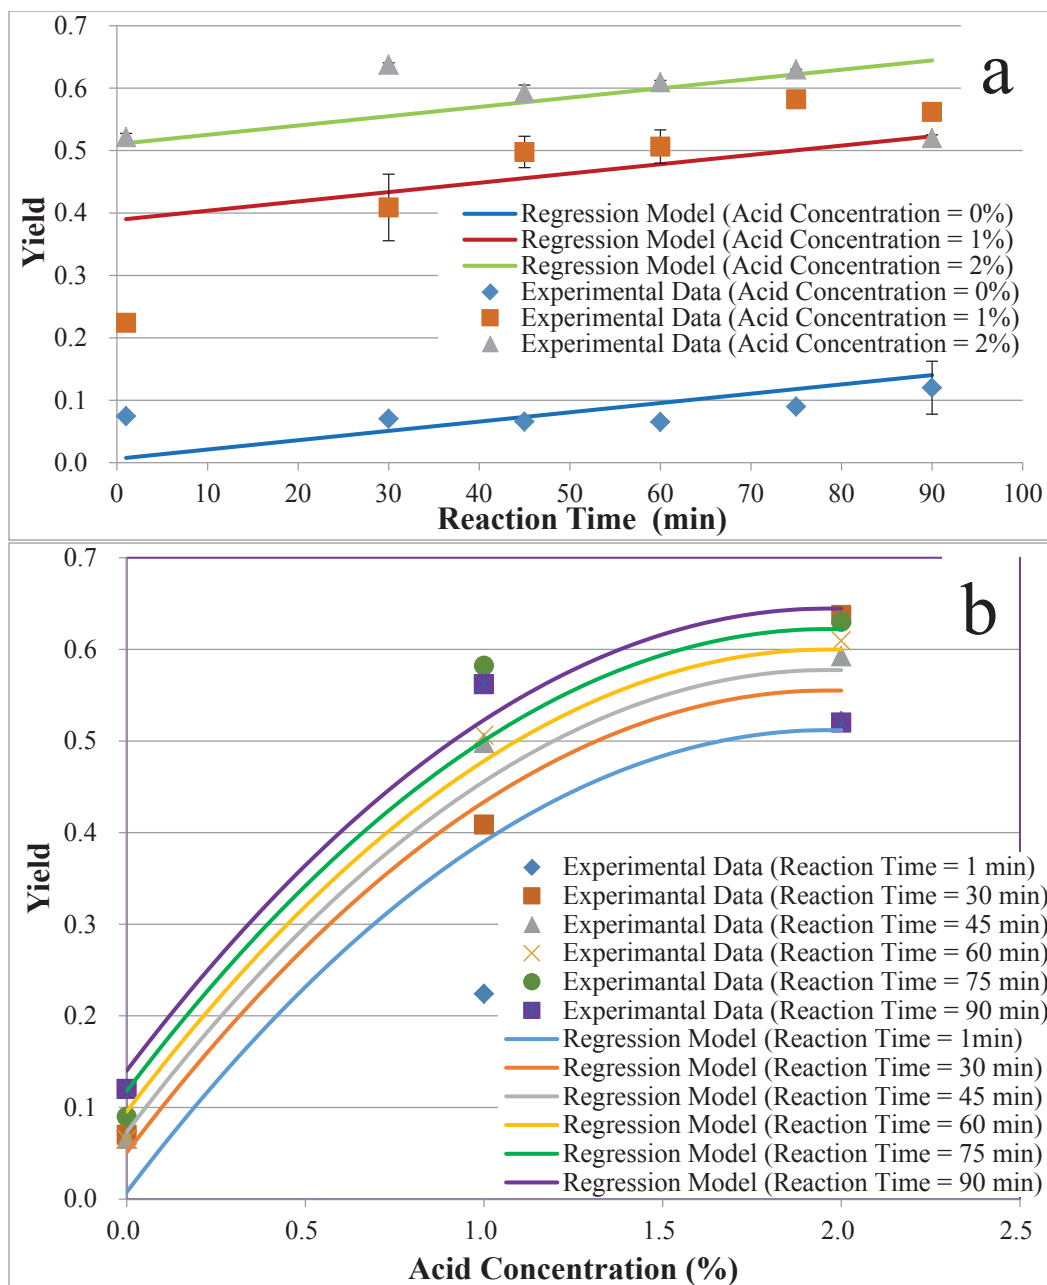 0.7
a
0.6
0.5
0.4
Yield
Regression Model (Acid Concentration = 0%)
Regression Model (Acid Concentration = 1%)
0.3
Regression Model (Acid Concentration = 2%)
Experimental Data (Acid Concentration = 0%)
0.2
Experimental Data (Acid Concentration = 1%)
Experimental Data (Acid Concentration = 2%)
0.1
0.0
0 10 20 30 40 50 60 70 80 90 100
Reaction Time (min)
0.7
b
0.6
0.5
0.4
Yield
Experimental Data (Reaction Time = 1 min)
Experimantal Data (Reaction Time = 30 min)
0.3
Experimantal Data (Reaction Time = 45 min)
Experimantal Data (Reaction Time = 60 min)
Experimantal Data (Reaction Time = 75 min)
0.2
Experimantal Data (Reaction Time = 90 min)
Regression Model (Reaction Time = 1min)
Regression Model (Reaction Time = 30 min)
0.1
Regression Model (Reaction Time = 45 min)
Regression Model (Reaction Time = 60 min)
Regression Model (Reaction Time = 75 min)
Regression Model (Reaction Time = 90 min)
0.0
0.0 0.5 1.0 1.5 2.0 2.5
Acid Concentration (%)